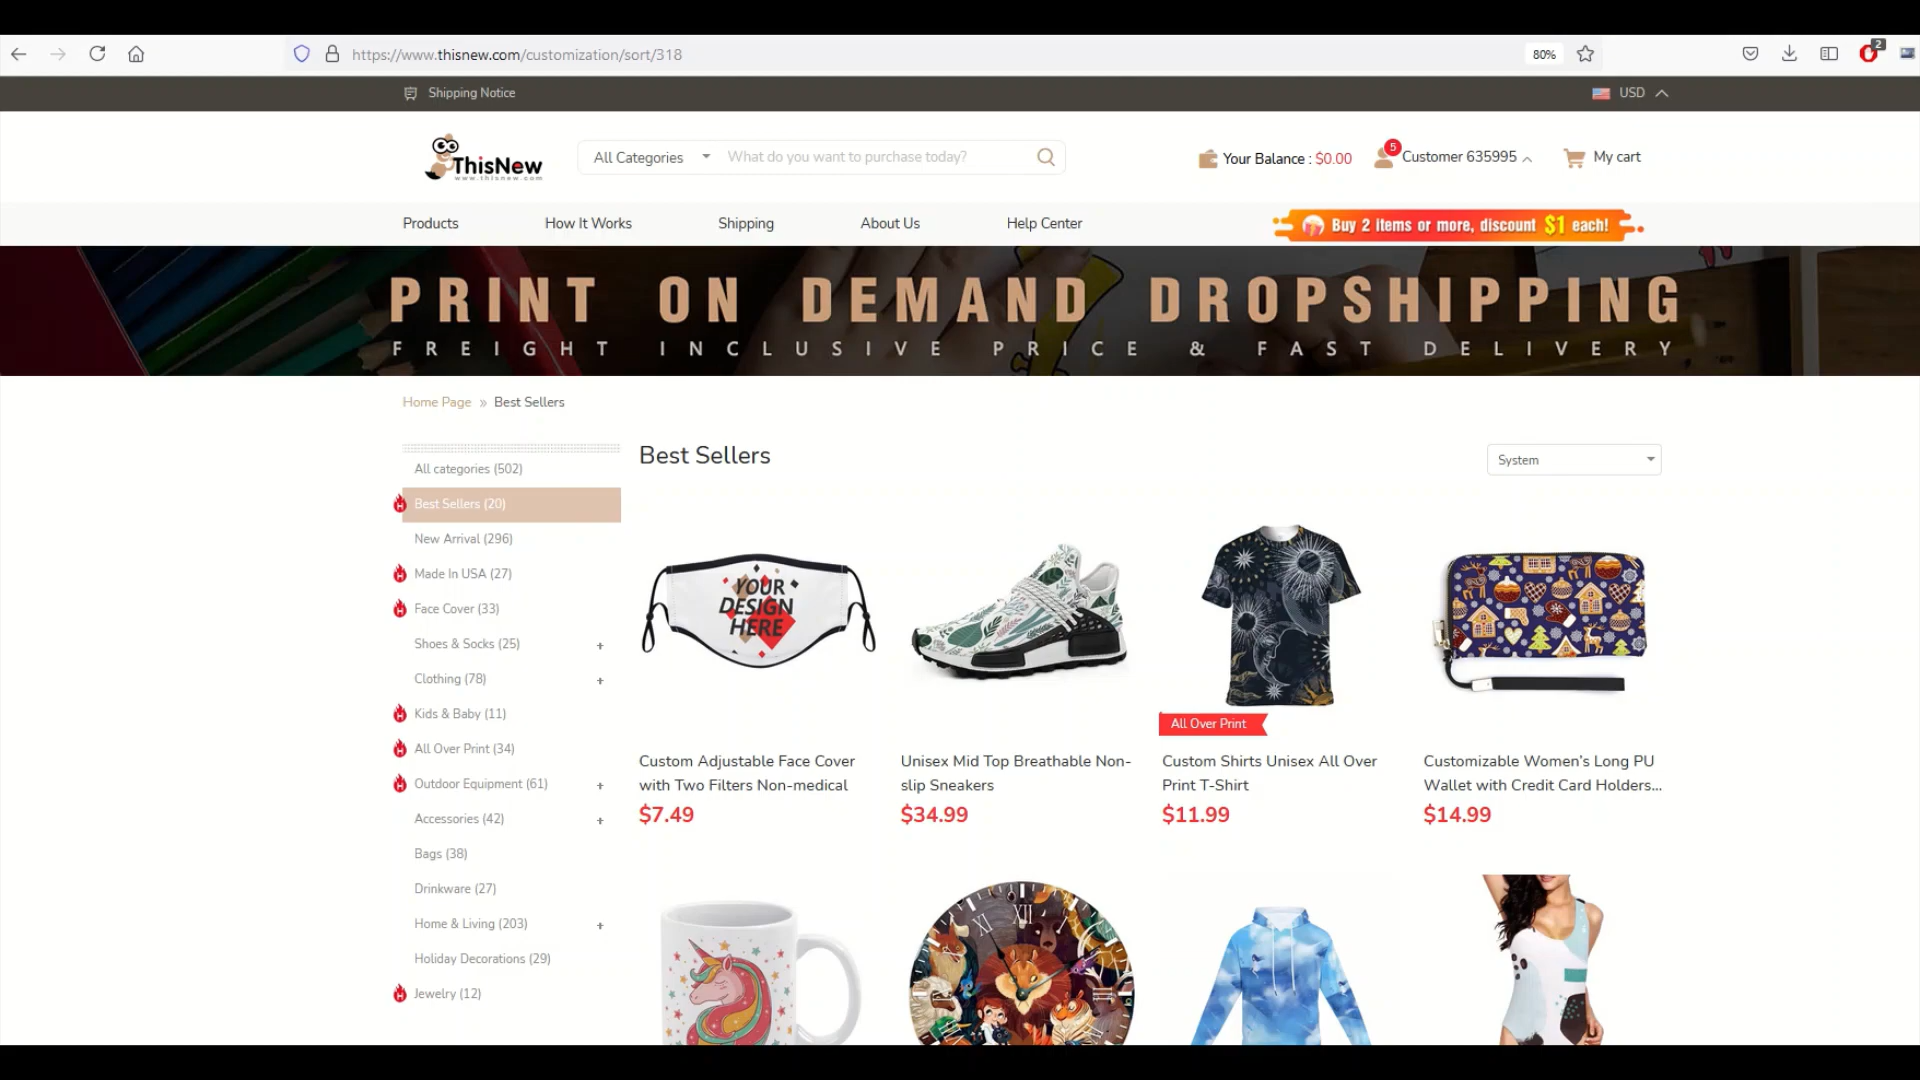 https://www.thisnew.com/customization/sort/318
80%
2
Shipping Notice
USD
ThisNew
www.thisnew.com
All Categories
What do you want to purchase today?
Your Balance : $0.00
5
Customer 635995
My cart
Products
How It Works
Shipping
About Us
Help Center
Buy 2 items or more, discount $1 each!
PRINT ON DEMAND DROPSHIPPING
FREIGHT INCLUSIVE PRICE & FAST DELIVERY
Home Page » Best Sellers
Best Sellers
System
All categories (502)
Best Sellers (20)
New Arrival (296)
Made In USA (27)
Face Cover (33)
Shoes & Socks (25) +
Clothing (78) +
Kids & Baby (11)
All Over Print (34)
Outdoor Equipment (61) +
Accessories (42) +
Bags (38)
Drinkware (27)
Home & Living (203) +
Holiday Decorations (29)
Jewelry (12)
YOUR
DESIGN
HERE
Custom Adjustable Face Cover
with Two Filters Non-medical
$7.49
Unisex Mid Top Breathable Non-
slip Sneakers
$34.99
All Over Print
Custom Shirts Unisex All Over
Print T-Shirt
$11.99
Customizable Women's Long PU
Wallet with Credit Card Holders...
$14.99
XI
XII